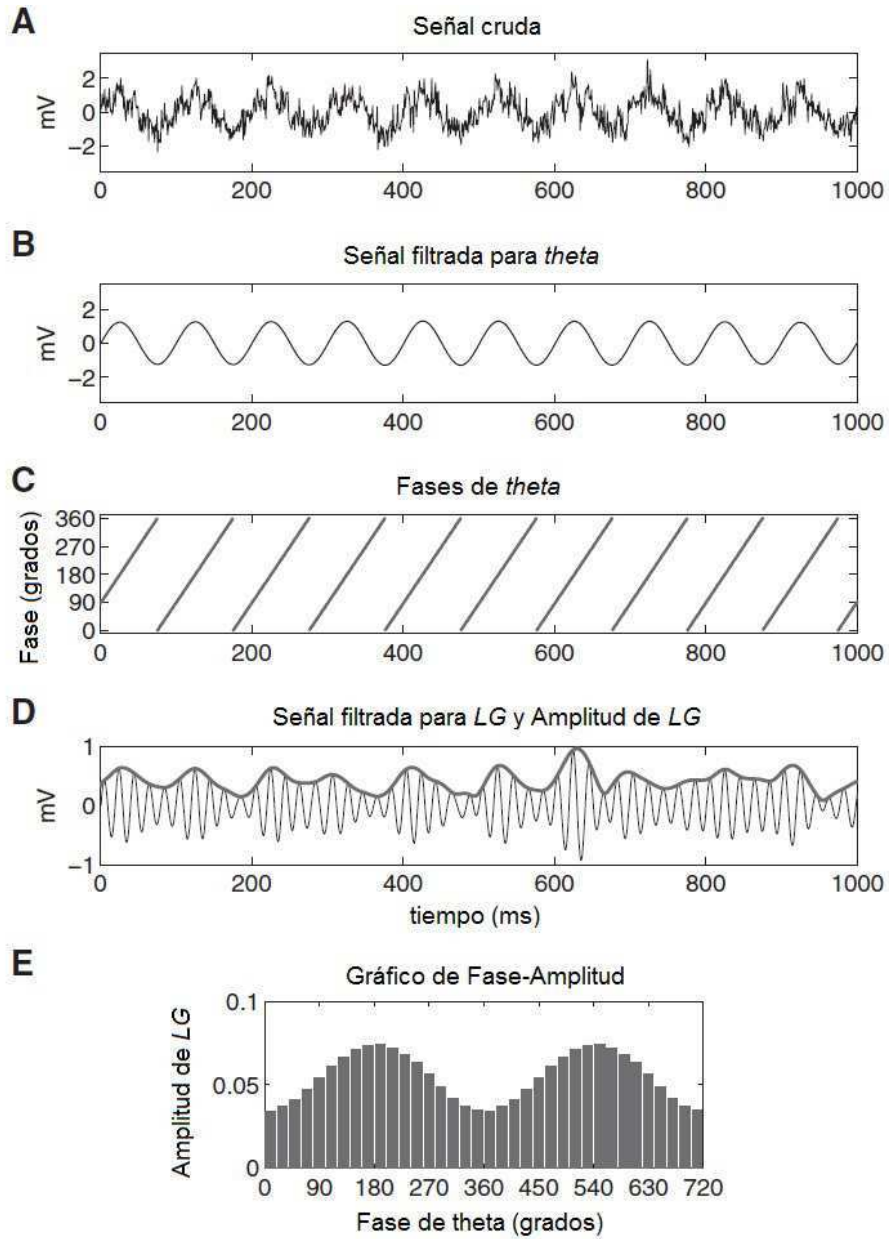 A
Señal cruda
mV
2
0
−2
0 200 400 600 800 1000
B
Señal filtrada para theta
mV
2
0
−2
0 200 400 600 800 1000
C
Fases de theta
Fase (grados)
360
270
180
90
0
0 200 400 600 800 1000
D
Señal filtrada para LG y Amplitud de LG
mV
1
0
−1
0 200 400 600 800 1000
tiempo (ms)
E
Gráfico de Fase-Amplitud
Amplitud de LG
0.1
0.05
0
0 90 180 270 360 450 540 630 720
Fase de theta (grados)